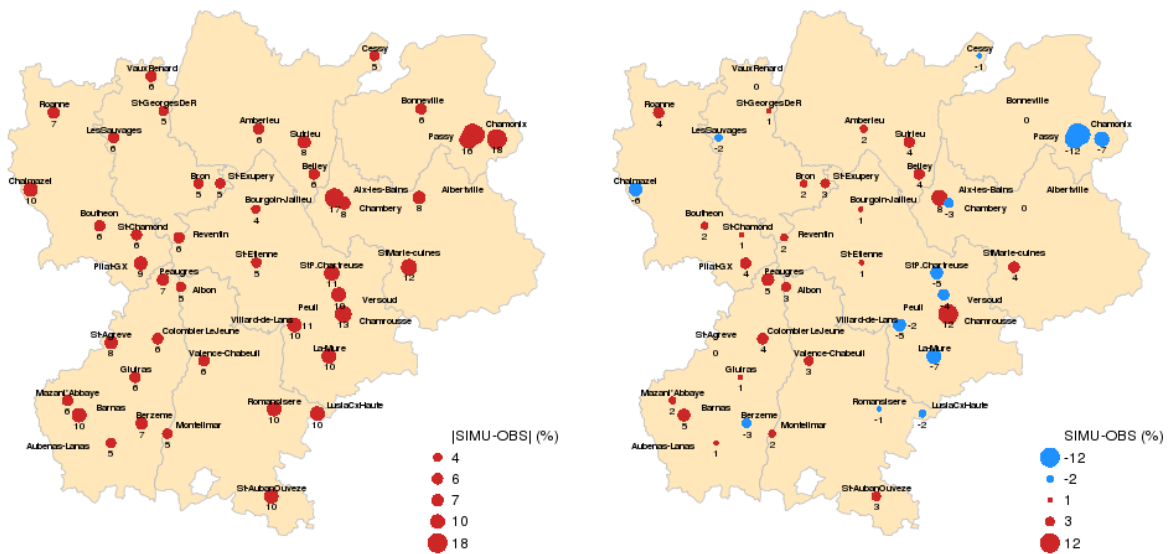 Cessy
5
VauxRenard
6
Roanne
7
St-GeorgesDeR
5
Bonneville
6
LesSauvages
6
Amberieu
6
Sutrieu
8
Passy
16
Chamonix
18
Belley
6
Chalmazel
10
Bron
5
St-Exupery
5
Aix-les-Bains
17
Chambery
8
Albertville
8
Bourgoin-Jallieu
4
Boutheon
6
St-Chamond
6
Reventin
6
Pilat-GX
9
St-Etienne
5
StP.Chartreuse
11
StMarie-cuines
12
Peaugres
7
Albon
5
Versoud
10
Peuil
11
Chamrousse
13
Villard-de-Lans
10
St-Agreve
8
Colombier LeJeune
6
Valence-Chabeuil
6
La-Mure
10
Gluiras
6
Mazanl'Abbaye
6
Barnas
10
Berzeme
7
Romansisere
10
LuslaCxHaute
10
Aubenas-Lanas
5
Montelimar
5
St-AubanOuveze
10
|SIMU-OBS| (%)
4
6
7
10
18
Cessy
-1
VauxRenard
0
Roanne
4
St-GeorgesDeR
1
Bonneville
0
LesSauvages
-2
Amberieu
2
Sutrieu
4
Passy
-12
Chamonix
-7
Belley
4
Chalmazel
-6
Bron
2
St-Exupery
3
Aix-les-Bains
8
Chambery
-3
Albertville
0
Bourgoin-Jallieu
1
Boutheon
2
St-Chamond
1
Reventin
2
Pilat-GX
4
St-Etienne
1
StP.Chartreuse
-5
StMarie-cuines
4
Peaugres
5
Albon
3
Versoud
-4
Peuil
-2
Chamrousse
12
Villard-de-Lans
-5
St-Agreve
0
Colombier LeJeune
4
Valence-Chabeuil
3
La-Mure
-7
Gluiras
1
Mazanl'Abbaye
2
Barnas
5
Berzeme
-3
Romansisere
-1
LuslaCxHaute
-2
Aubenas-Lanas
1
Montelimar
2
St-AubanOuveze
3
SIMU-OBS (%)
-12
-2
1
3
12